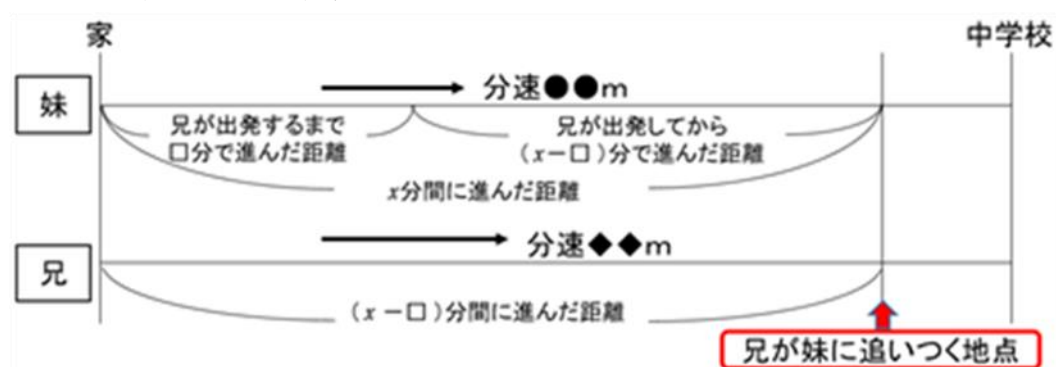 家
中学校
妹
分速●●m
兄が出発するまで
□分で進んだ距離
兄が出発してから
(x－□)分で進んだ距離
x分間に進んだ距離
兄
分速◆◆m
(x－□)分間に進んだ距離
兄が妹に追いつく地点